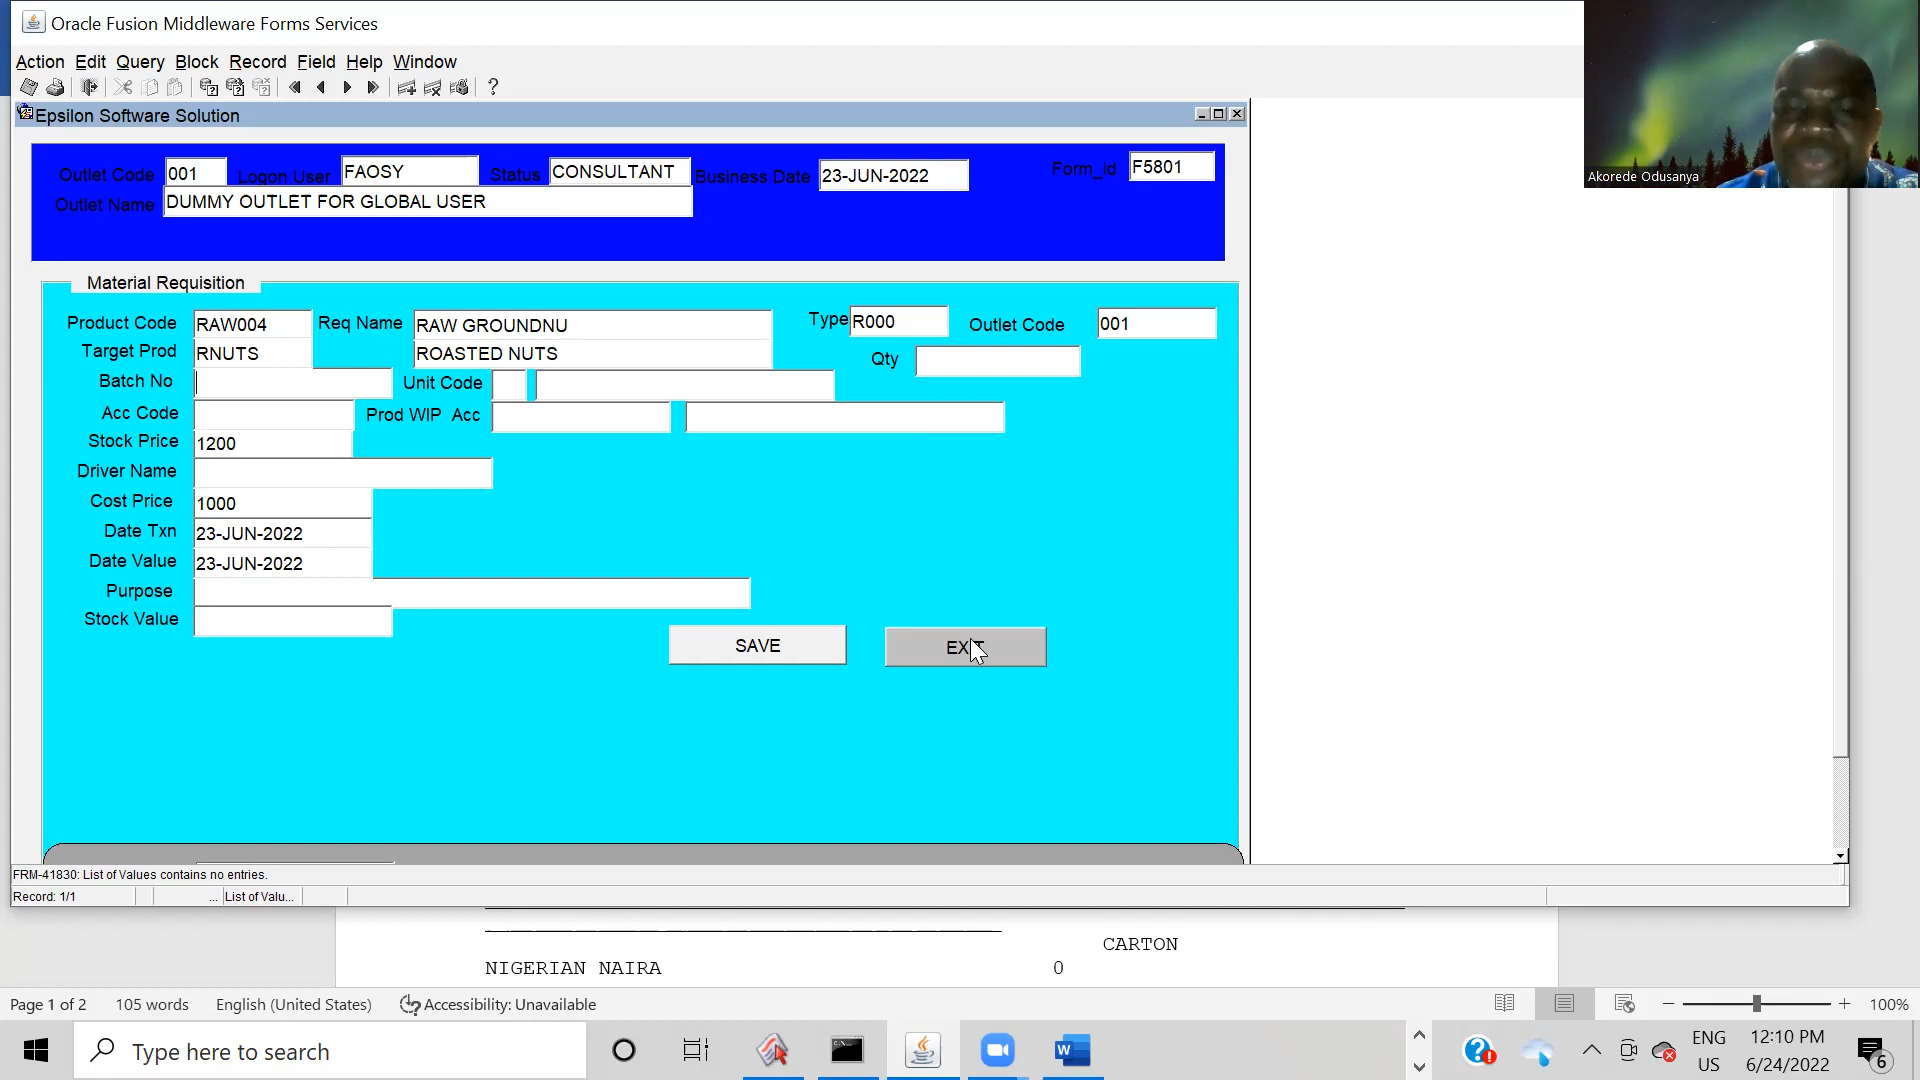 Oracle Fusion Middleware Forms Services
Action Edit Query Block Record Field Help Window
Epsilon Software Solution
Outlet Code 001 Logon User FAOSY Status CONSULTANT Business Date 23-JUN-2022 Form_id F5801
Outlet Name DUMMY OUTLET FOR GLOBAL USER
Akorede Odusanya
Material Requisition
Product Code RAW004 Req Name RAW GROUNDNU Type R000 Outlet Code 001
Target Prod RNUTS ROASTED NUTS Qty
Batch No Unit Code
Acc Code Prod WIP Acc
Stock Price 1200
Driver Name
Cost Price 1000
Date Txn 23-JUN-2022
Date Value 23-JUN-2022
Purpose
Stock Value
SAVE EXIT
FRM-41830: List of Values contains no entries.
Record: 1/1 ... List of Valu...
CARTON
NIGERIAN NAIRA 0
Page 1 of 2 105 words English (United States) Accessibility: Unavailable 100%
Type here to search
ENG
US
12:10 PM
6/24/2022
6